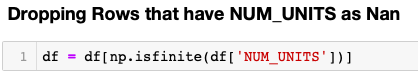 Dropping Rows that have NUM_UNITS as Nan
1 df = df[np.isfinite(df['NUM_UNITS'])]